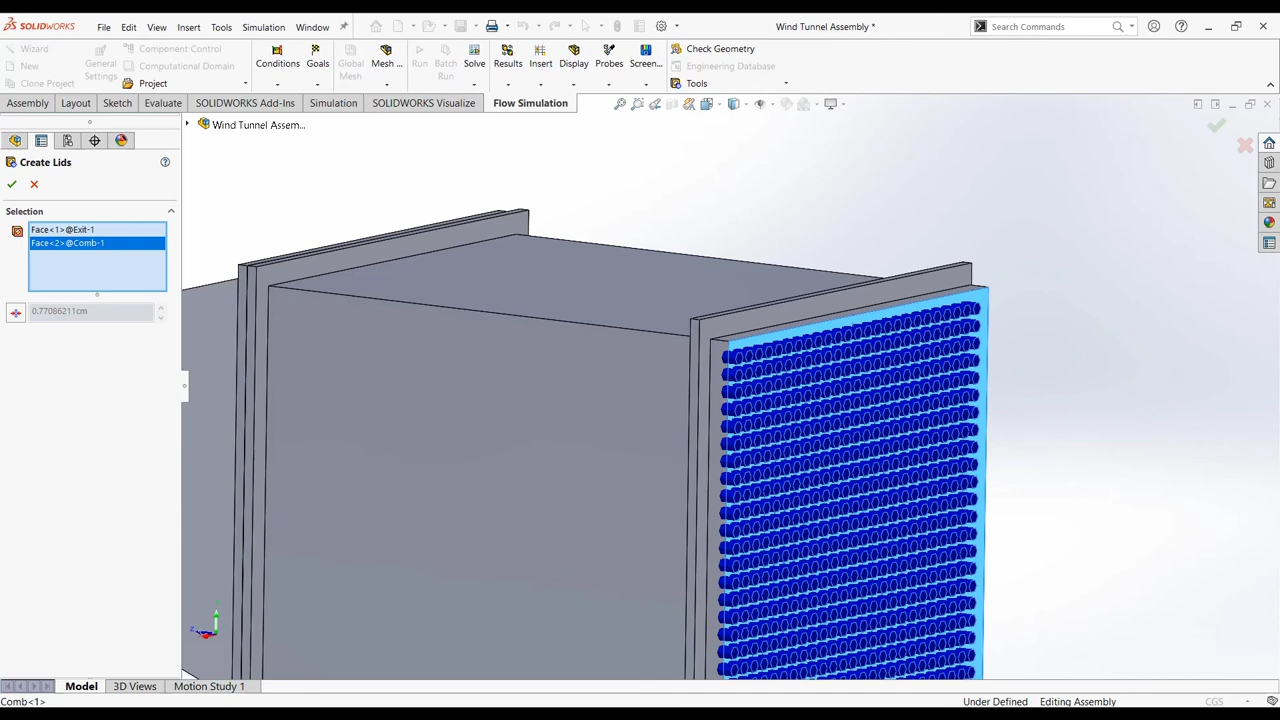 SOLIDWORKS File Edit View Insert Tools Simulation Window Wind Tunnel Assembly * Search Commands
Wizard
New
Clone Project
General Settings
Component Control
Computational Domain
Project
Conditions
Goals
Global Mesh
Mesh ...
Run
Batch Run
Solve
Results
Insert
Display
Probes
Screen...
Check Geometry
Engineering Database
Tools
Assembly Layout Sketch Evaluate SOLIDWORKS Add-Ins Simulation SOLIDWORKS Visualize Flow Simulation
Wind Tunnel Assem...
Create Lids
Selection
Face<1>@Exit-1
Face<2>@Comb-1
0.77086211cm
Z
Model 3D Views Motion Study 1
Comb<1> Under Defined Editing Assembly CGS